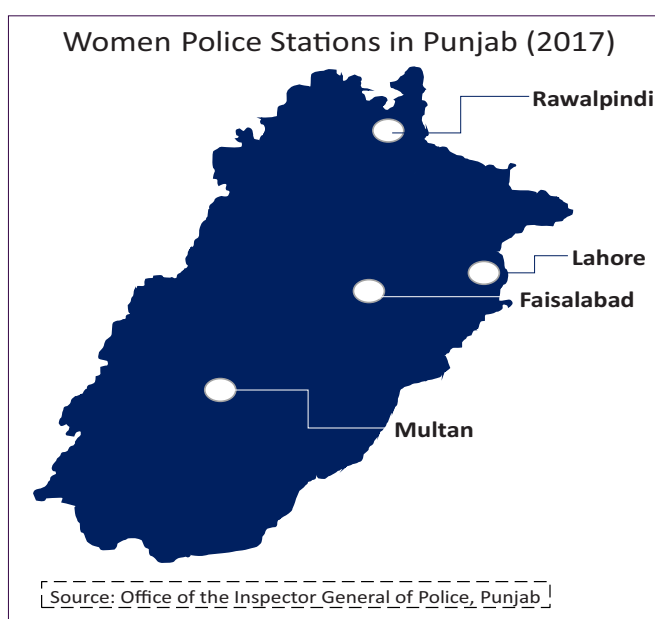 Women Police Stations in Punjab (2017)
Rawalpindi
Lahore
Faisalabad
Multan
Source: Office of the Inspector General of Police, Punjab